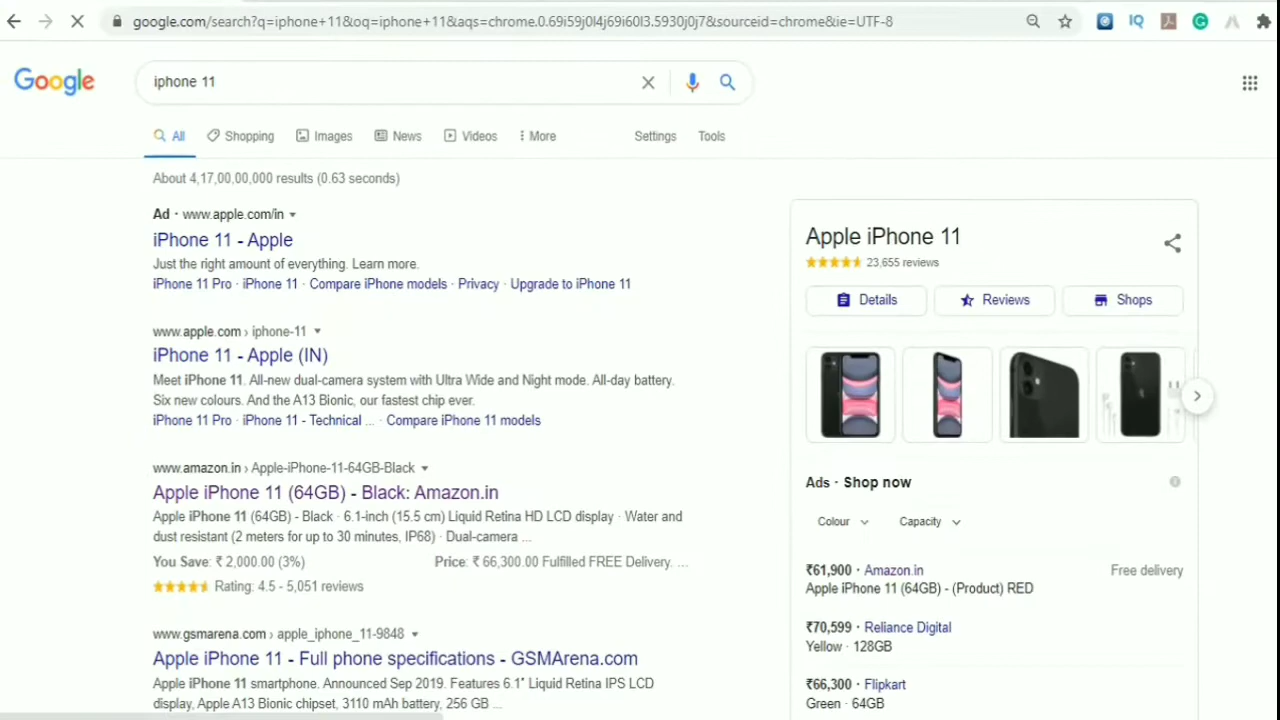 google.com/search?q=iphone+11&oq=iphone+11&aqs=chrome.0.69i59j0l4j69i60l3.5930j0j7&sourceid=chrome&ie=UTF-8
IQ
Google
iphone 11
All Shopping Images News Videos More Settings Tools
About 4,17,00,00,000 results (0.63 seconds)
Ad · www.apple.com/in
iPhone 11 - Apple
Just the right amount of everything. Learn more.
iPhone 11 Pro · iPhone 11 · Compare iPhone models · Privacy · Upgrade to iPhone 11
www.apple.com › iphone-11
iPhone 11 - Apple (IN)
Meet iPhone 11. All-new dual-camera system with Ultra Wide and Night mode. All-day battery.
Six new colours. And the A13 Bionic, our fastest chip ever.
iPhone 11 Pro · iPhone 11 - Technical ... · Compare iPhone 11 models
www.amazon.in › Apple-iPhone-11-64GB-Black
Apple iPhone 11 (64GB) - Black: Amazon.in
Apple iPhone 11 (64GB) - Black · 6.1-inch (15.5 cm) Liquid Retina HD LCD display · Water and
dust resistant (2 meters for up to 30 minutes, IP68) · Dual-camera ...
You Save: ₹ 2,000.00 (3%) Price: ₹ 66,300.00 Fulfilled FREE Delivery. ...
Rating: 4.5 - 5,051 reviews
www.gsmarena.com › apple_iphone_11-9848
Apple iPhone 11 - Full phone specifications - GSMArena.com
Apple iPhone 11 smartphone. Announced Sep 2019. Features 6.1″ Liquid Retina IPS LCD
display, Apple A13 Bionic chipset, 3110 mAh battery, 256 GB ...
Apple iPhone 11
23,655 reviews
Details Reviews Shops
Ads · Shop now
Colour Capacity
₹61,900 · Amazon.in Free delivery
Apple iPhone 11 (64GB) - (Product) RED
₹70,599 · Reliance Digital
Yellow · 128GB
₹66,300 · Flipkart
Green · 64GB